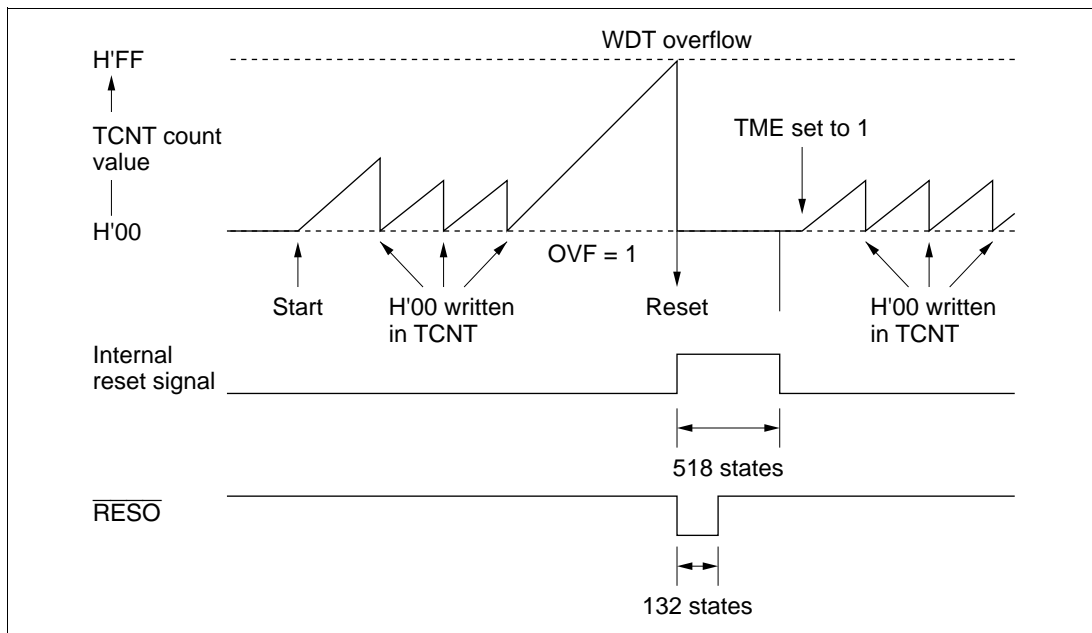 WDT overflow
H'FF
TCNT count
value
TME set to 1
H'00
OVF = 1
Start
H'00 written
in TCNT
Reset
H'00 written
in TCNT
Internal
reset signal
518 states
RESO
132 states